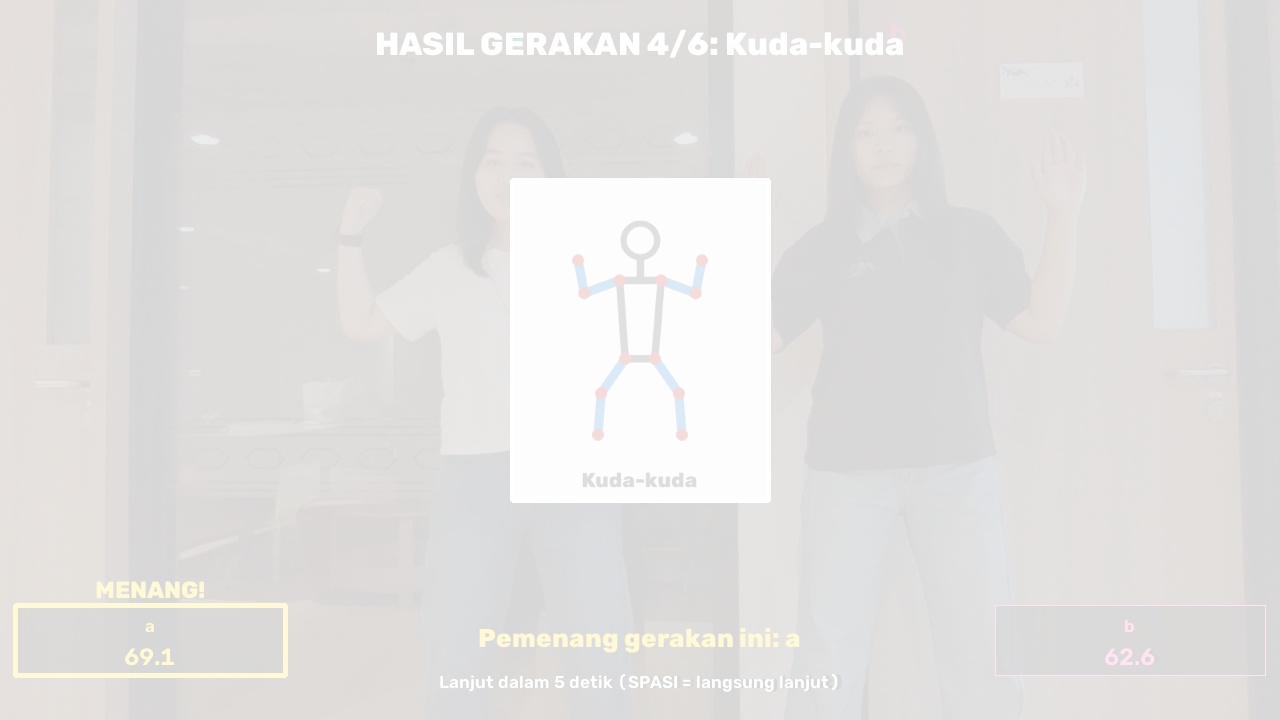 HASIL GERAKAN 4/6: Kuda-kuda
Kuda-kuda
MENANG!
a
69.1
Pemenang gerakan ini: a
Lanjut dalam 5 detik (SPASI = langsung lanjut)
b
b
62.6